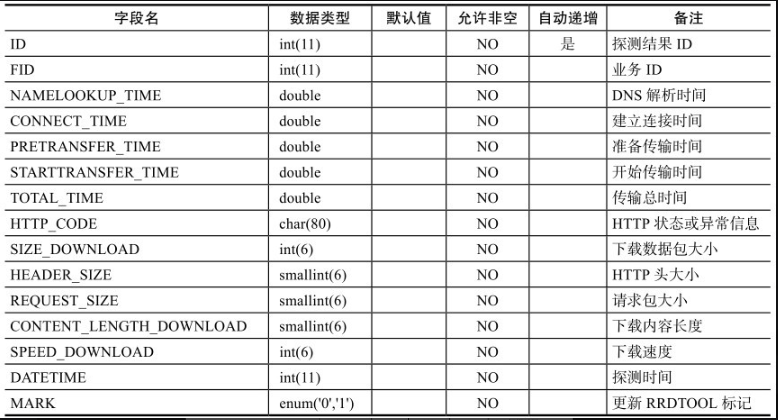 字段名 数据类型 默认值 允许非空 自动递增 备注
ID int(11) NO 是 探测结果 ID
FID int(11) NO 业务 ID
NAMELOOKUP_TIME double NO DNS 解析时间
CONNECT_TIME double NO 建立连接时间
PRETRANSFER_TIME double NO 准备传输时间
STARTTRANSFER_TIME double NO 开始传输时间
TOTAL_TIME double NO 传输总时间
HTTP_CODE char(80) NO HTTP 状态或异常信息
SIZE_DOWNLOAD int(6) NO 下载数据包大小
HEADER_SIZE smallint(6) NO HTTP 头大小
REQUEST_SIZE smallint(6) NO 请求包大小
CONTENT_LENGTH_DOWNLOAD smallint(6) NO 下载内容长度
SPEED_DOWNLOAD int(6) NO 下载速度
DATETIME int(11) NO 探测时间
MARK enum('0','1') NO 更新 RRDTOOL 标记